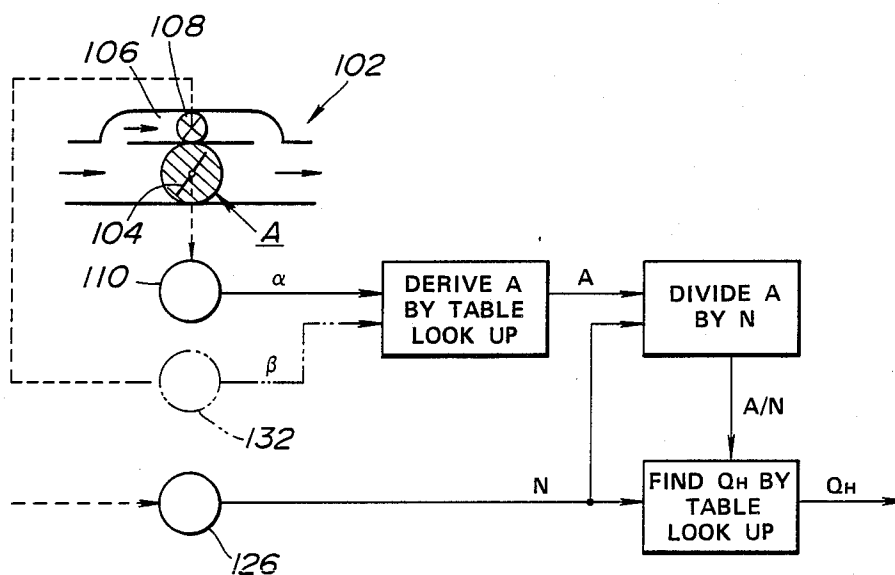 108
106
102
104
A
110
α
DERIVE A
BY TABLE
LOOK UP
A
DIVIDE A
BY N
β
132
A/N
N
FIND QH BY
TABLE
LOOK UP
QH
126